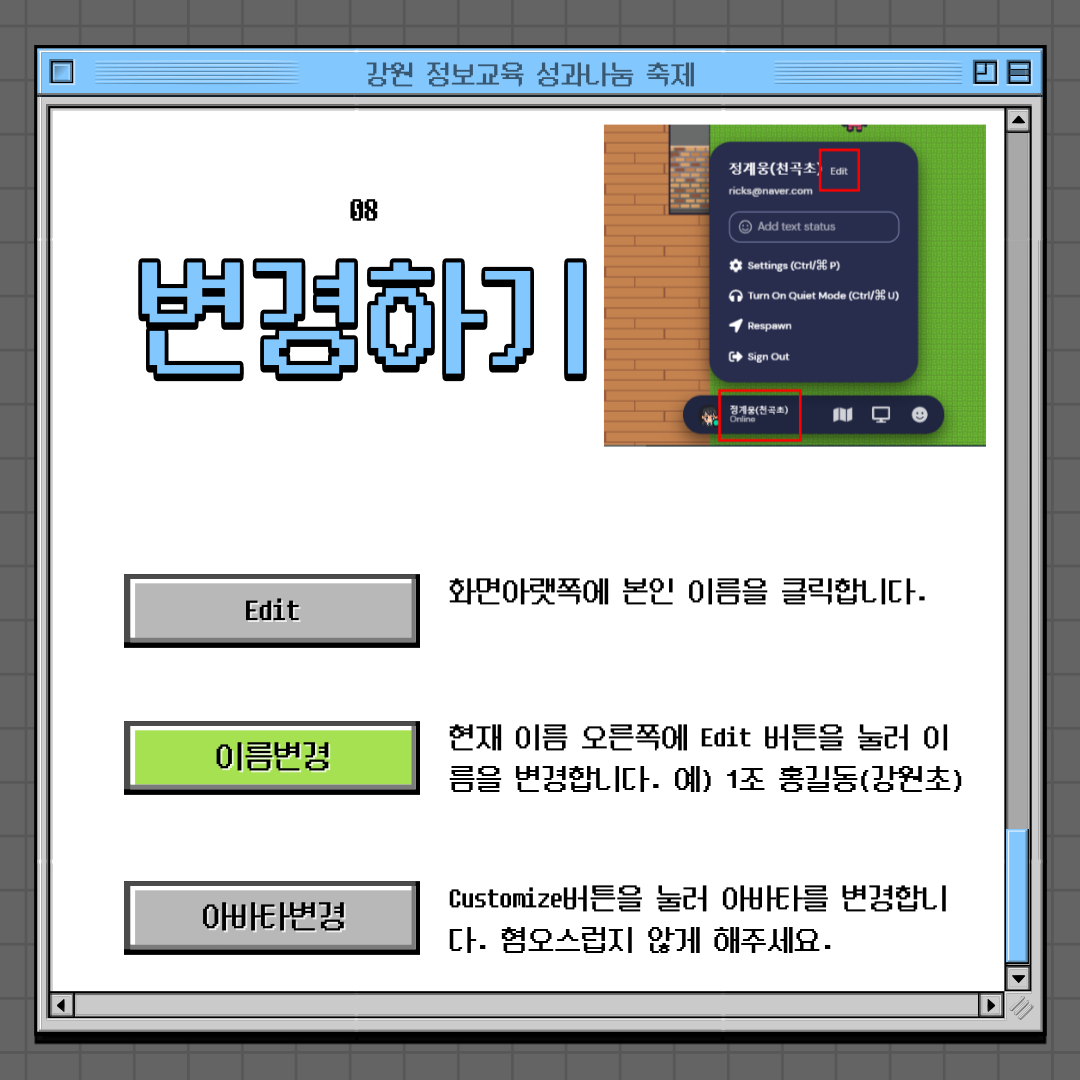 강원 정보교육 성과나눔 축제
08
변경하기
정계웅(천곡초) Edit
ricks@naver.com
Add text status
Settings (Ctrl/⌘ P)
Turn On Quiet Mode (Ctrl/⌘ U)
Respawn
Sign Out
정계웅(천곡초)
Online
Edit
화면아랫쪽에 본인 이름을 클릭합니다.
이름변경
현재 이름 오른쪽에 Edit 버튼을 눌러 이
름을 변경합니다. 예) 1조 홍길동(강원초)
아바타변경
Customize버튼을 눌러 아바타를 변경합니
다. 혐오스럽지 않게 해주세요.